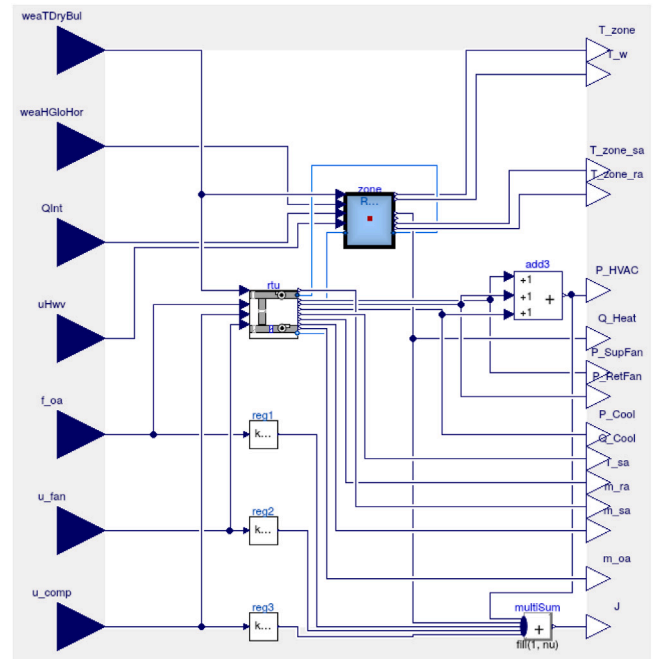 weaTDryBul
T_zone
T_w
weaHGloHor
T_zone_sa
T_zone_ra
zone
R...
QInt
add3
P_HVAC
+1
+1
+
+1
rtu
uHwv
Q_Heat
P_SupFan
P_RetFan
f_oa
reg1
k...
P_Cool
Q_Cool
T_sa
m_ra
u_fan
reg2
k...
m_sa
m_oa
u_comp
reg3
k...
multiSum
+
fill(1, nu)
J